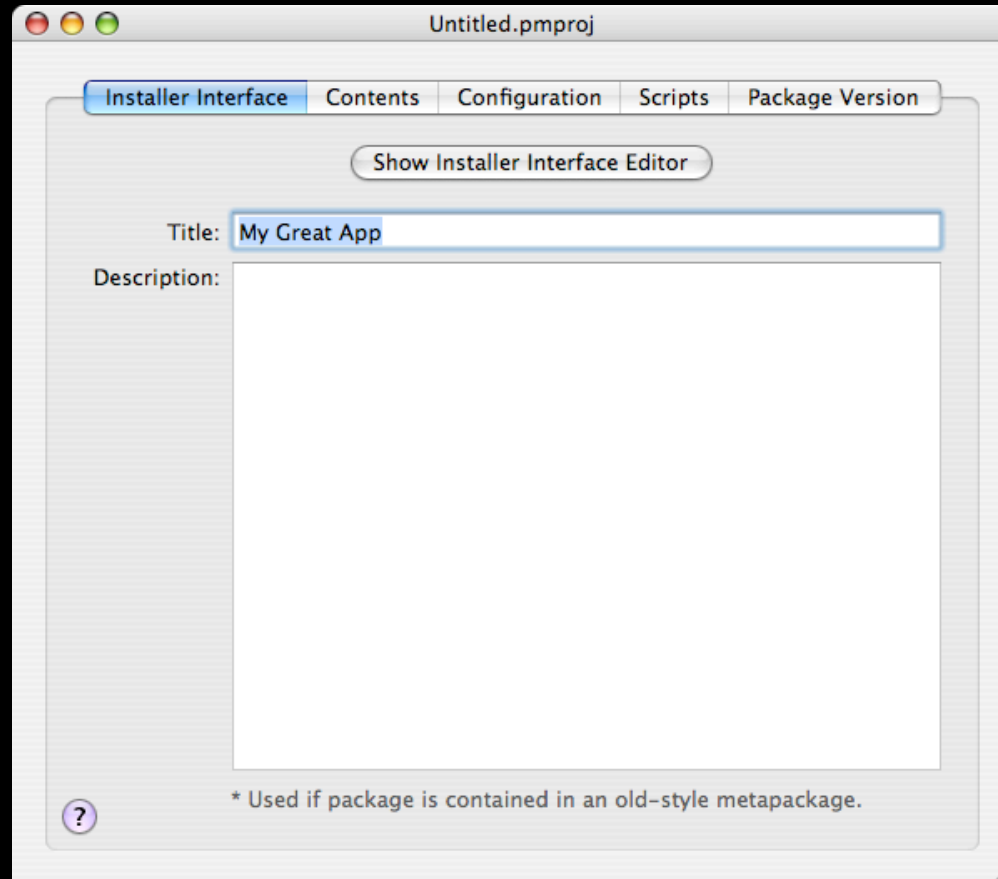 Untitled.pmproj
Installer Interface Contents Configuration Scripts Package Version
Show Installer Interface Editor
Title: My Great App
Description:
* Used if package is contained in an old-style metapackage.
?